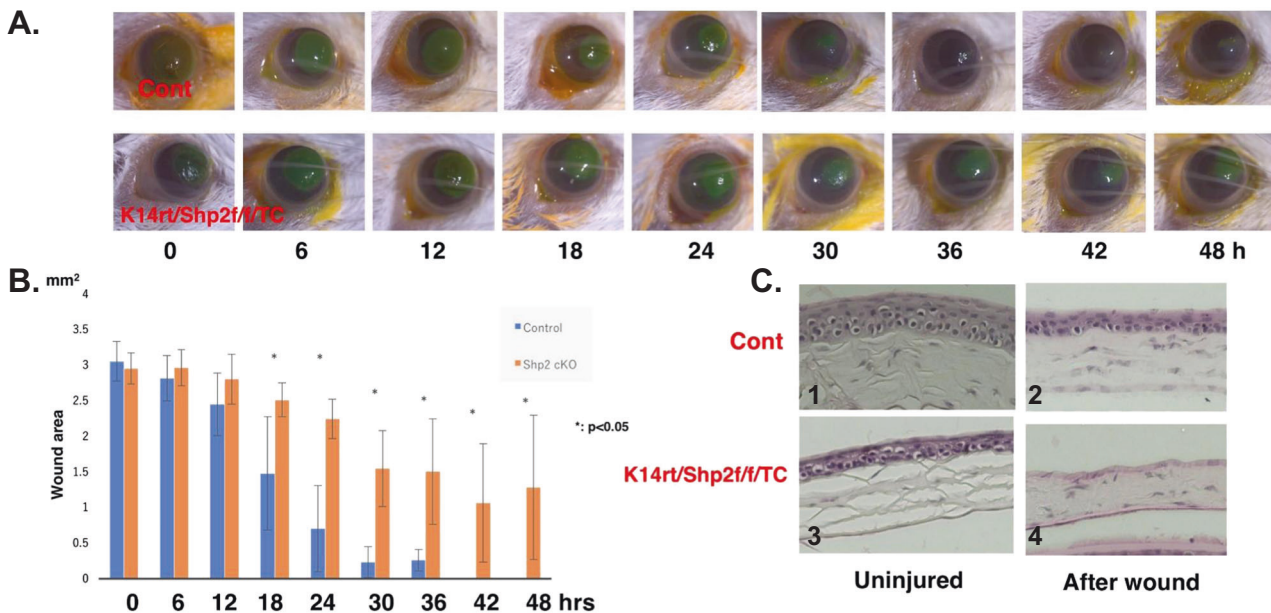 A.
Cont
K14rt/Shp2f/f/TC
0 6 12 18 24 30 36 42 48 h
B.
mm²
4
3.5
3
2.5
2
1.5
1
0.5
0
Wound area
Control
Shp2 cKO
* * * * * *
*: p<0.05
0 6 12 18 24 30 36 42 48 hrs
C.
Cont
1 2
K14rt/Shp2f/f/TC
3 4
Uninjured After wound